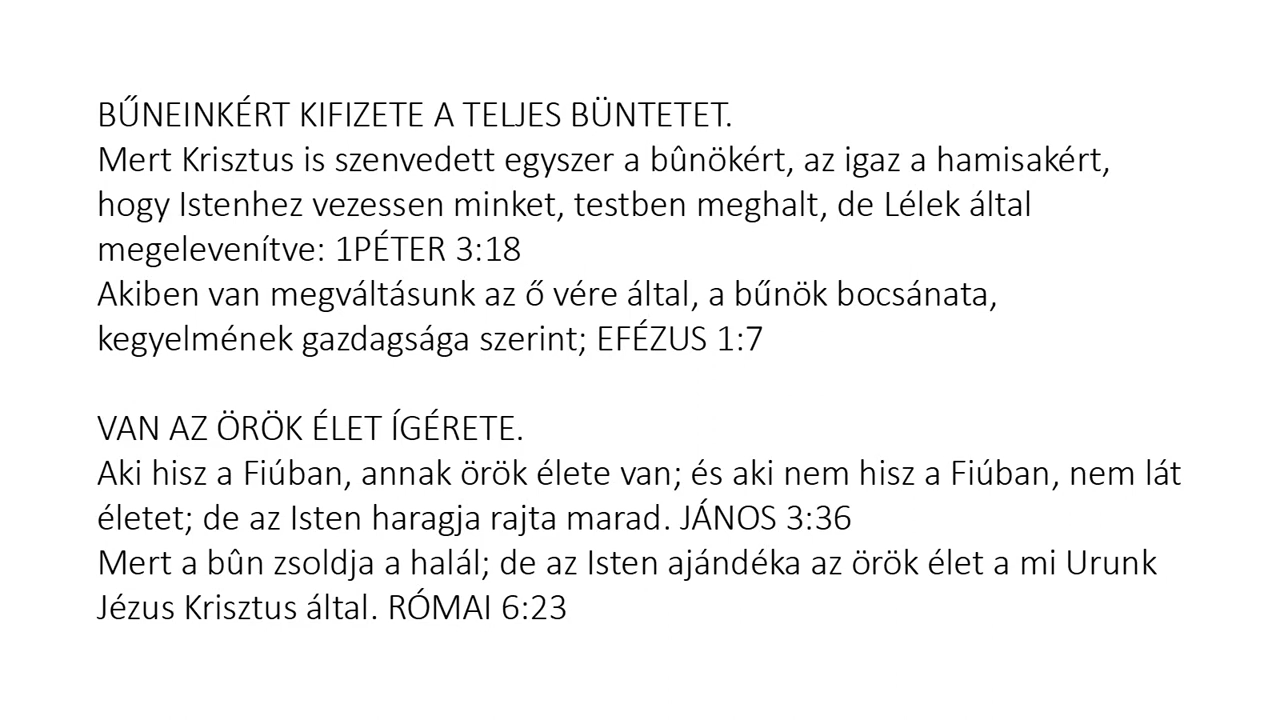 BŰNEINKÉRT KIFIZETE A TELJES BÜNTETET.
Mert Krisztus is szenvedett egyszer a bûnökért, az igaz a hamisakért,
hogy Istenhez vezessen minket, testben meghalt, de Lélek által
megelevenítve: 1PÉTER 3:18
Akiben van megváltásunk az ő vére által, a bűnök bocsánata,
kegyelmének gazdagsága szerint; EFÉZUS 1:7
VAN AZ ÖRÖK ÉLET ÍGÉRETE.
Aki hisz a Fiúban, annak örök élete van; és aki nem hisz a Fiúban, nem lát
életet; de az Isten haragja rajta marad. JÁNOS 3:36
Mert a bûn zsoldja a halál; de az Isten ajándéka az örök élet a mi Urunk
Jézus Krisztus által. RÓMAI 6:23